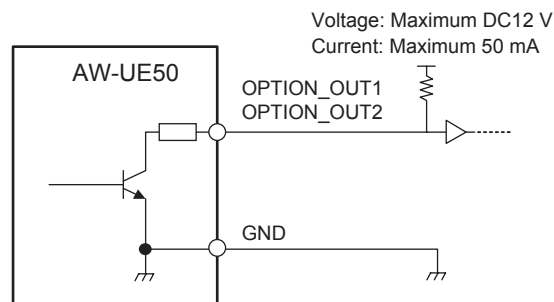 Voltage: Maximum DC12 V
Current: Maximum 50 mA
AW-UE50
OPTION_OUT1
OPTION_OUT2
GND